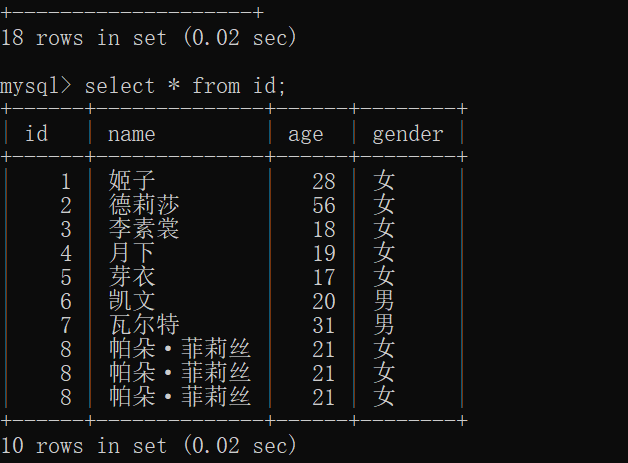 +--------------------+
18 rows in set (0.02 sec)
mysql> select * from id;
+------+--------------+------+--------+
| id   | name         | age  | gender |
+------+--------------+------+--------+
|    1 | 姬子         |   28 | 女     |
|    2 | 德莉莎       |   56 | 女     |
|    3 | 李素裳       |   18 | 女     |
|    4 | 月下         |   19 | 女     |
|    5 | 芽衣         |   17 | 女     |
|    6 | 凯文         |   20 | 男     |
|    7 | 瓦尔特       |   31 | 男     |
|    8 | 帕朵·菲莉丝 |   21 | 女     |
|    8 | 帕朵·菲莉丝 |   21 | 女     |
|    8 | 帕朵·菲莉丝 |   21 | 女     |
+------+--------------+------+--------+
10 rows in set (0.02 sec)